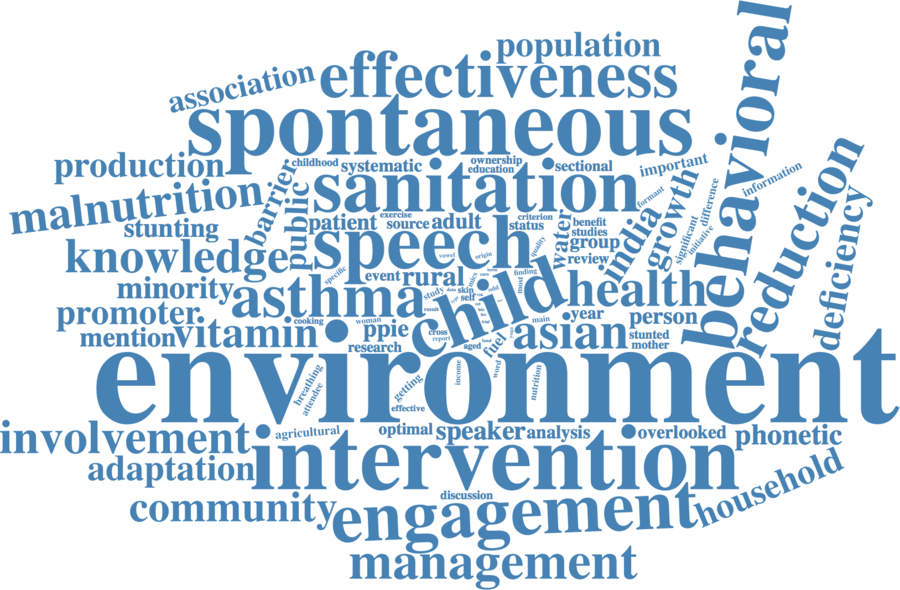 population
association
effectiveness
spontaneous
behavioral
production
childhood
systematic
ownership
education
sectional
important
information
malnutrition
barrier
sanitation
formant
growth
difference
reduction
stunting
public
patient
exercise
source
adult
criterion
status
water
benefit
studies
india
significant
initiative
deficiency
knowledge
speech
vowel
origin
quality
group
review
minority
specific
event
rural
finding
asthma
study
skin
self
child
health
promoter
result
main
year
person
mention
vitamin
cooking
woman
ppie
cross
report
asian
stunted
mother
research
aged
fuel
environment
breathing
attendee
getting
income
word
nutrition
effective
involvement
agricultural
optimal
speaker
analysis
overlooked
phonetic
adaptation
intervention
household
community
discussion
engagement
management